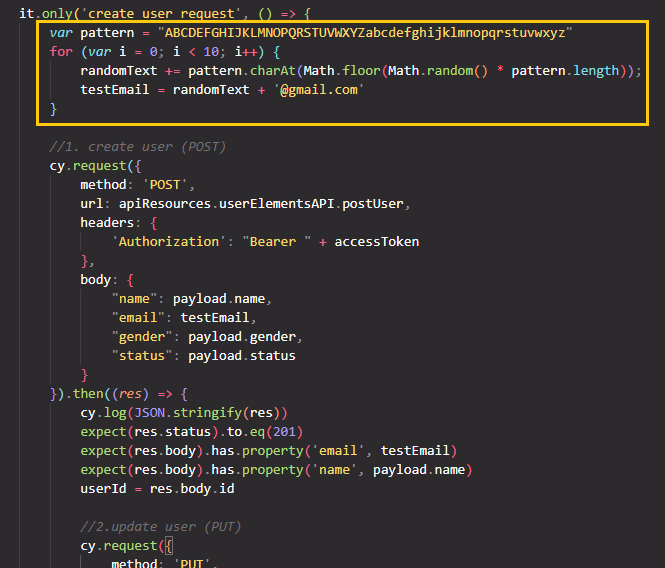 it.only('create user request', () => {
var pattern = "ABCDEFGHIJKLMNOPQRSTUVWXYZabcdefghijklmnopqrstuvwxyz"
for (var i = 0; i < 10; i++) {
randomText += pattern.charAt(Math.floor(Math.random() * pattern.length));
testEmail = randomText + '@gmail.com'
}
//1. create user (POST)
cy.request({
method: 'POST',
url: apiResources.userElementsAPI.postUser,
headers: {
'Authorization': "Bearer " + accessToken
},
body: {
"name": payload.name,
"email": testEmail,
"gender": payload.gender,
"status": payload.status
}
}).then((res) => {
cy.log(JSON.stringify(res))
expect(res.status).to.eq(201)
expect(res.body).has.property('email', testEmail)
expect(res.body).has.property('name', payload.name)
userId = res.body.id
//2.update user (PUT)
cy.request({
method: 'PUT',